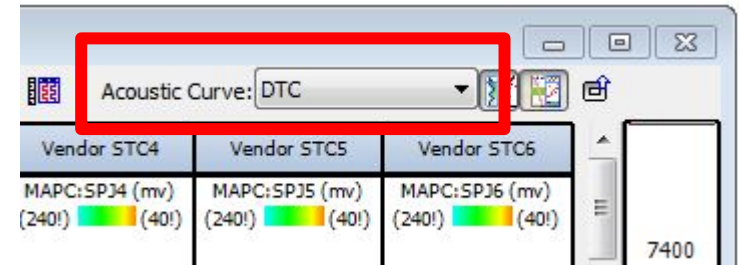 Acoustic Curve: DTC
Vendor STC4 Vendor STC5 Vendor STC6
MAPC:SPJ4 (mv) MAPC:SPJ5 (mv) MAPC:SPJ6 (mv)
(240!) (40!) (240!) (40!) (240!) (40!)
7400